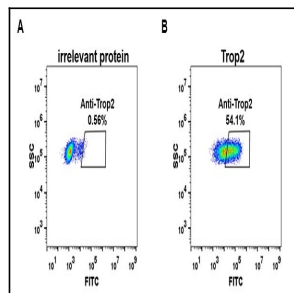 A
irrelevant protein
Anti-Trop2
0.56%
SSC
10^7
10^6
10^5
10^4
10^3
10^1 10^3 10^5 10^7 10^9
FITC
B
Trop2
Anti-Trop2
54.1%
SSC
10^7
10^6
10^5
10^4
10^3
10^1 10^3 10^5 10^7 10^9
FITC